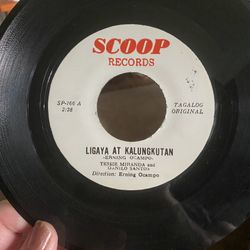 SCOOP
RECORDS
SP-166 A
2:38
TAGALOG
ORIGINAL
LIGAYA AT KALUNGKUTAN
-ERNING OCAMPO-
TESSIE MIRANDA and
DANILO SANTOS
Direction: Erning Ocampo